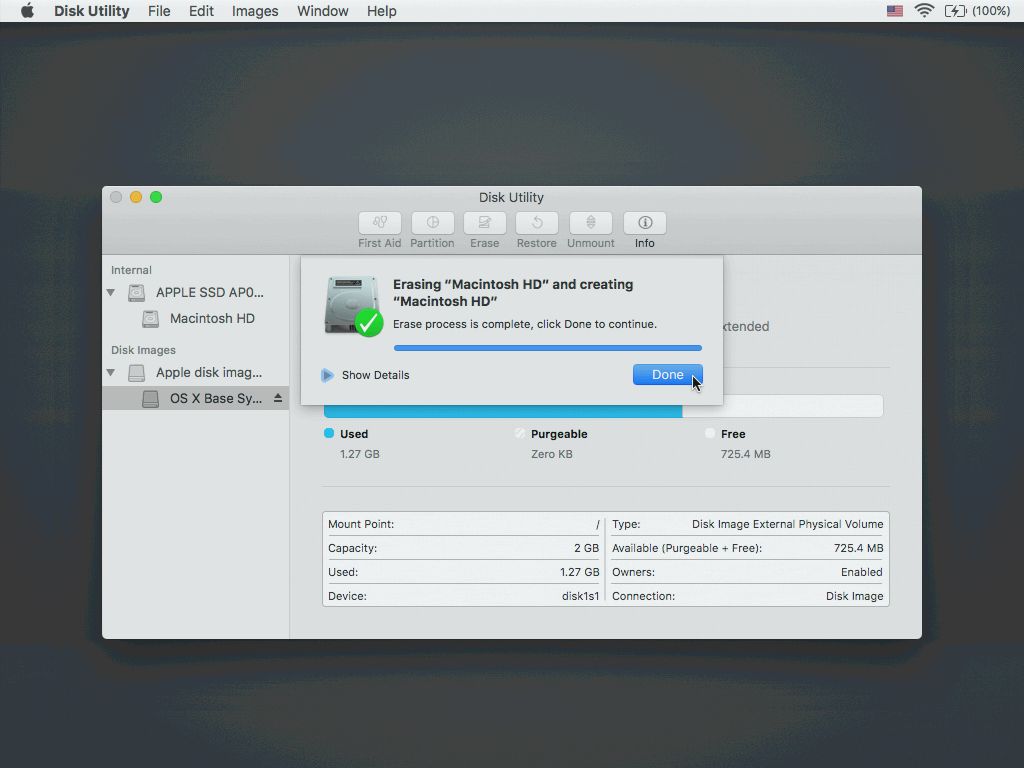 Disk Utility File Edit Images Window Help (100%)
Disk Utility
First Aid Partition Erase Restore Unmount Info
Internal
APPLE SSD AP0...
Macintosh HD
Disk Images
Apple disk imag...
OS X Base Sy...
Erasing “Macintosh HD” and creating
“Macintosh HD”
Erase process is complete, click Done to continue.
Show Details
Done
xtended
Used Purgeable Free
1.27 GB Zero KB 725.4 MB
Mount Point: / Type: Disk Image External Physical Volume
Capacity: 2 GB Available (Purgeable + Free): 725.4 MB
Used: 1.27 GB Owners: Enabled
Device: disk1s1 Connection: Disk Image